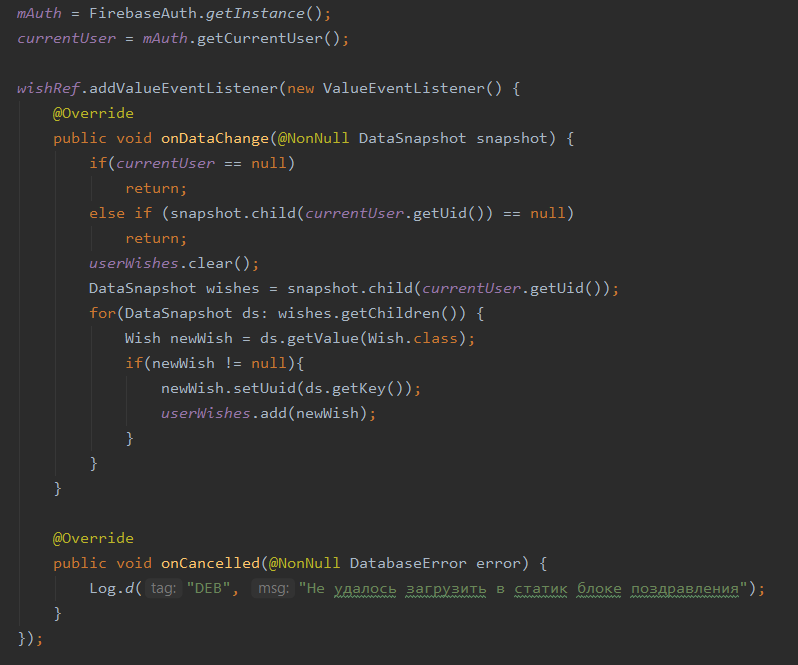 mAuth = FirebaseAuth.getInstance();
currentUser = mAuth.getCurrentUser();
wishRef.addValueEventListener(new ValueEventListener() {
@Override
public void onDataChange(@NonNull DataSnapshot snapshot) {
if(currentUser == null)
return;
else if (snapshot.child(currentUser.getUid()) == null)
return;
userWishes.clear();
DataSnapshot wishes = snapshot.child(currentUser.getUid());
for(DataSnapshot ds: wishes.getChildren()) {
Wish newWish = ds.getValue(Wish.class);
if(newWish != null){
newWish.setUuid(ds.getKey());
userWishes.add(newWish);
}
}
}
@Override
public void onCancelled(@NonNull DatabaseError error) {
Log.d( tag: "DEB", msg: "Не удалось загрузить в статик блоке поздравления");
}
});